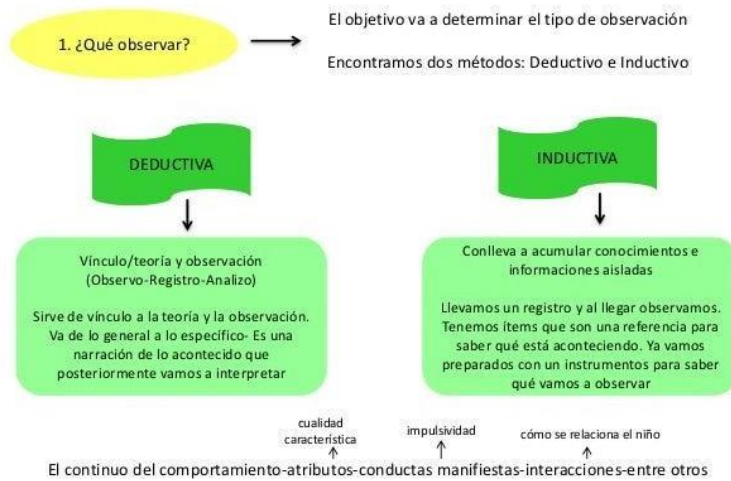 1. ¿Qué observar?
El objetivo va a determinar el tipo de observación
Encontramos dos métodos: Deductivo e Inductivo
DEDUCTIVA
Vínculo/teoría y observación
(Observo-Registro-Analizo)
Sirve de vínculo a la teoría y la observación.
Va de lo general a lo específico- Es una
narración de lo acontecido que
posteriormente vamos a interpretar
INDUCTIVA
Conlleva a acumular conocimientos e
informaciones aisladas
Llevamos un registro y al llegar observamos.
Tenemos ítems que son una referencia para
saber qué está aconteciendo. Ya vamos
preparados con un instrumentos para saber
qué vamos a observar
cualidad
característica
impulsividad
cómo se relaciona el niño
El continuo del comportamiento-atributos-conductas manifiestas-interacciones-entre otros